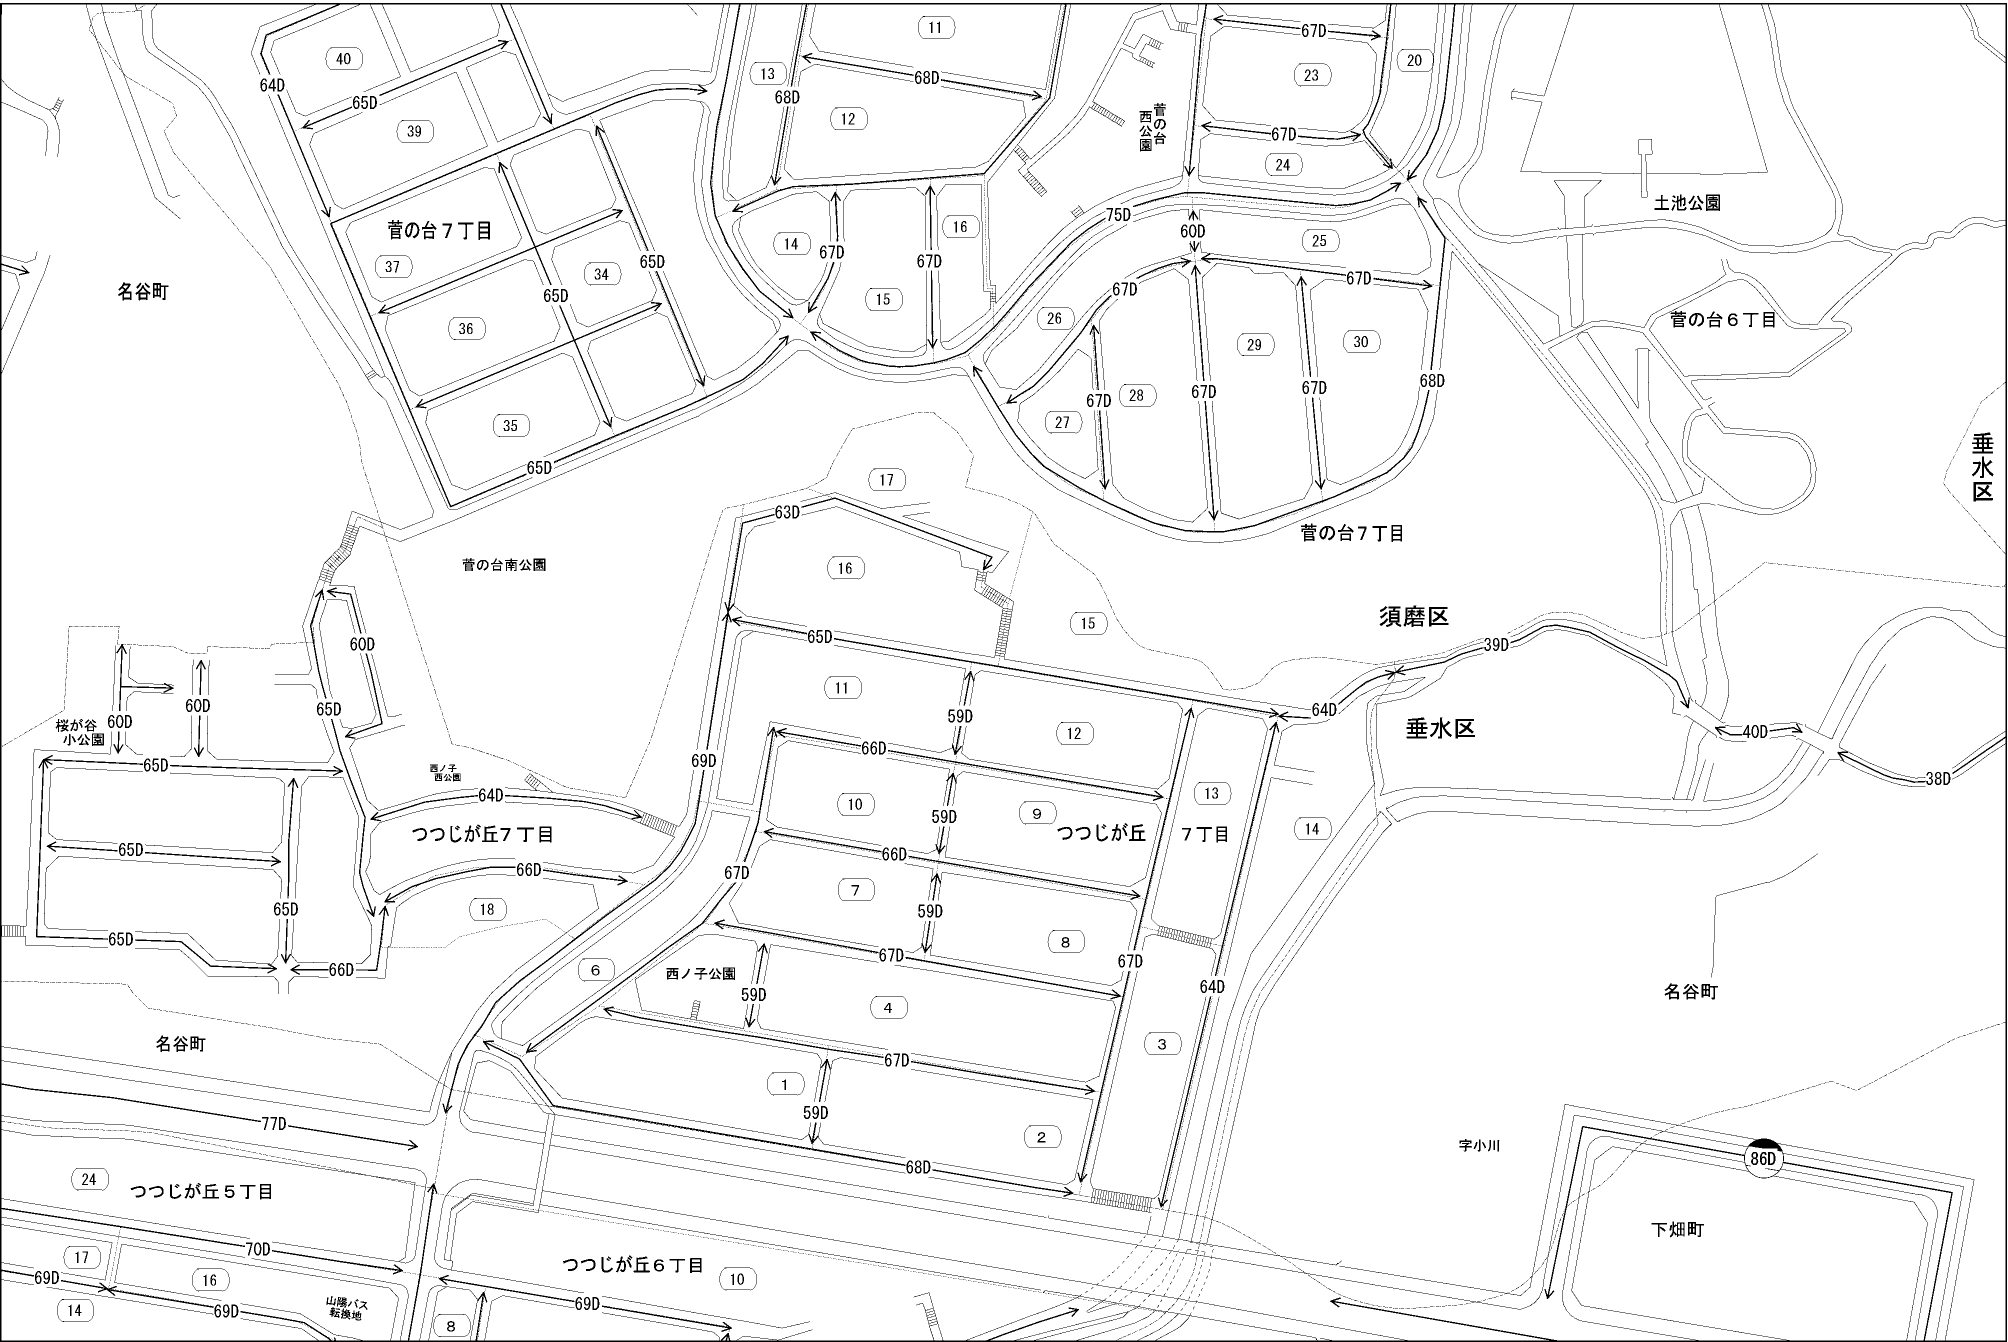 11
67D
20
40
64D
65D
13
68D
68D
23
菅の台
西公園
39
12
67D
24
土池公園
菅の台７丁目
37
34
65D
65D
14
67D
67D
16
75D
60D
25
名谷町
36
15
26
67D
67D
菅の台６丁目
27
67D
28
67D
29
67D
30
68D
35
65D
17
63D
垂水区
菅の台７丁目
菅の台南公園
16
15
須磨区
60D
65D
39D
桜が谷
小公園
60D
60D
65D
11
59D
12
64D
垂水区
40D
65D
66D
69D
38D
西ノ子
西公園
64D
10
59D
9
13
つつじが丘７丁目
つつじが丘
７丁目
14
65D
66D
67D
66D
7
59D
8
65D
18
65D
66D
67D
67D
6
西ノ子公園
59D
4
64D
名谷町
名谷町
67D
3
1
59D
2
77D
68D
字小川
86D
24
つつじが丘５丁目
下畑町
70D
17
16
つつじが丘６丁目
10
69D
69D
69D
14
山陽バス
転換地
8